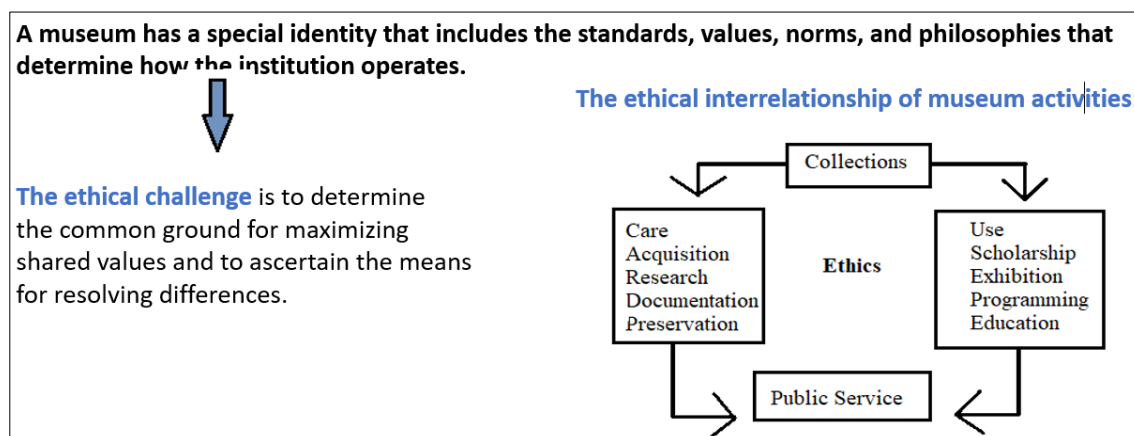 A museum has a special identity that includes the standards, values, norms, and philosophies that
determine how the institution operates.
The ethical challenge is to determine
the common ground for maximizing
shared values and to ascertain the means
for resolving differences.
The ethical interrelationship of museum activities
Collections
Care
Acquisition
Research
Documentation
Preservation
Ethics
Use
Scholarship
Exhibition
Programming
Education
Public Service